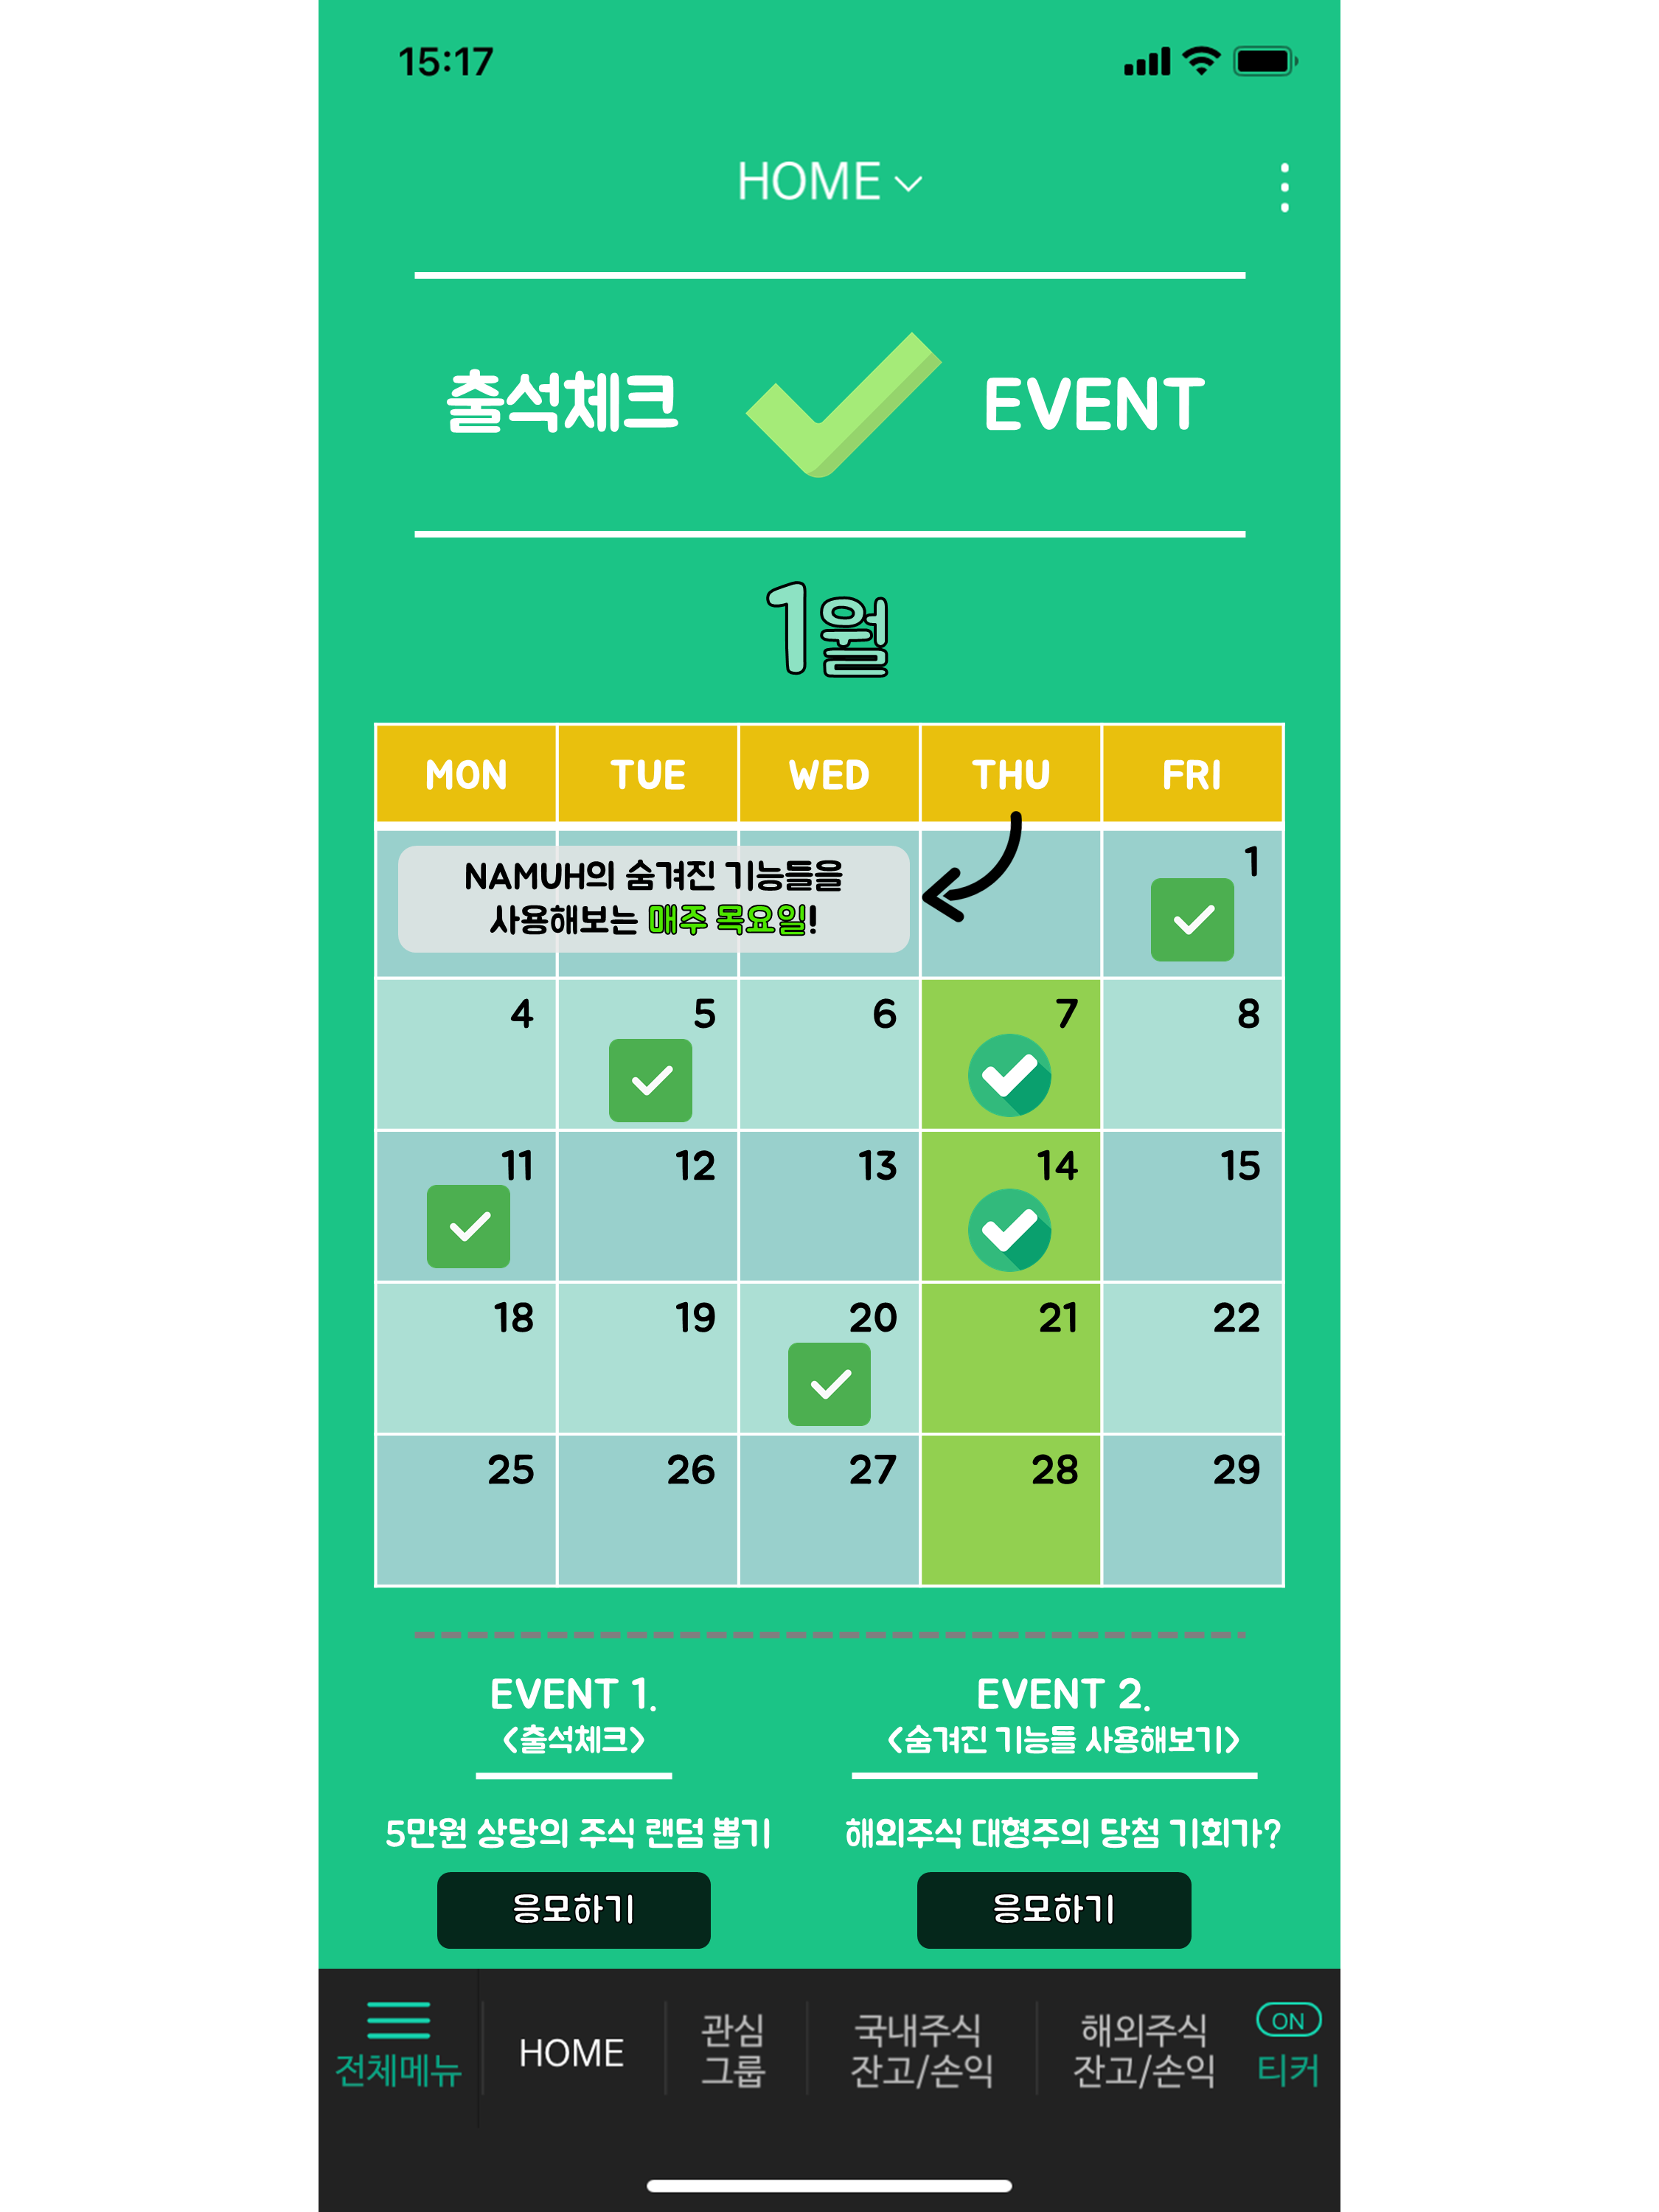 15:17
HOME
출석체크 EVENT
1월
MON TUE WED THU FRI
NAMUH의 숨겨진 기능들을
사용해보는 매주 목요일!
1
4 5 6 7 8
11 12 13 14 15
18 19 20 21 22
25 26 27 28 29
EVENT 1.
<출석체크>
5만원 상당의 주식 랜덤 뽑기
응모하기
EVENT 2.
<숨겨진 기능들 사용해보기>
해외주식 대형주의 당첨 기회가?
응모하기
전체메뉴
HOME
관심
그룹
국내주식
잔고/손익
해외주식
잔고/손익
ON
티커